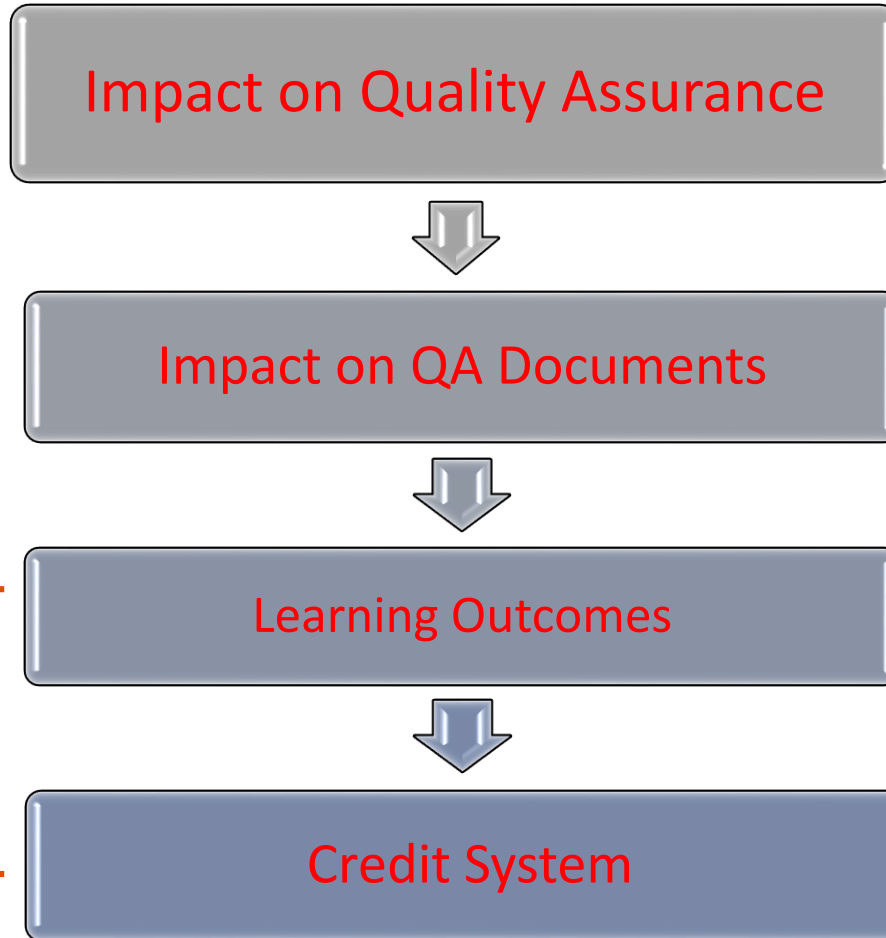 Impact on Quality Assurance
Impact on QA Documents
Learning Outcomes
Credit System